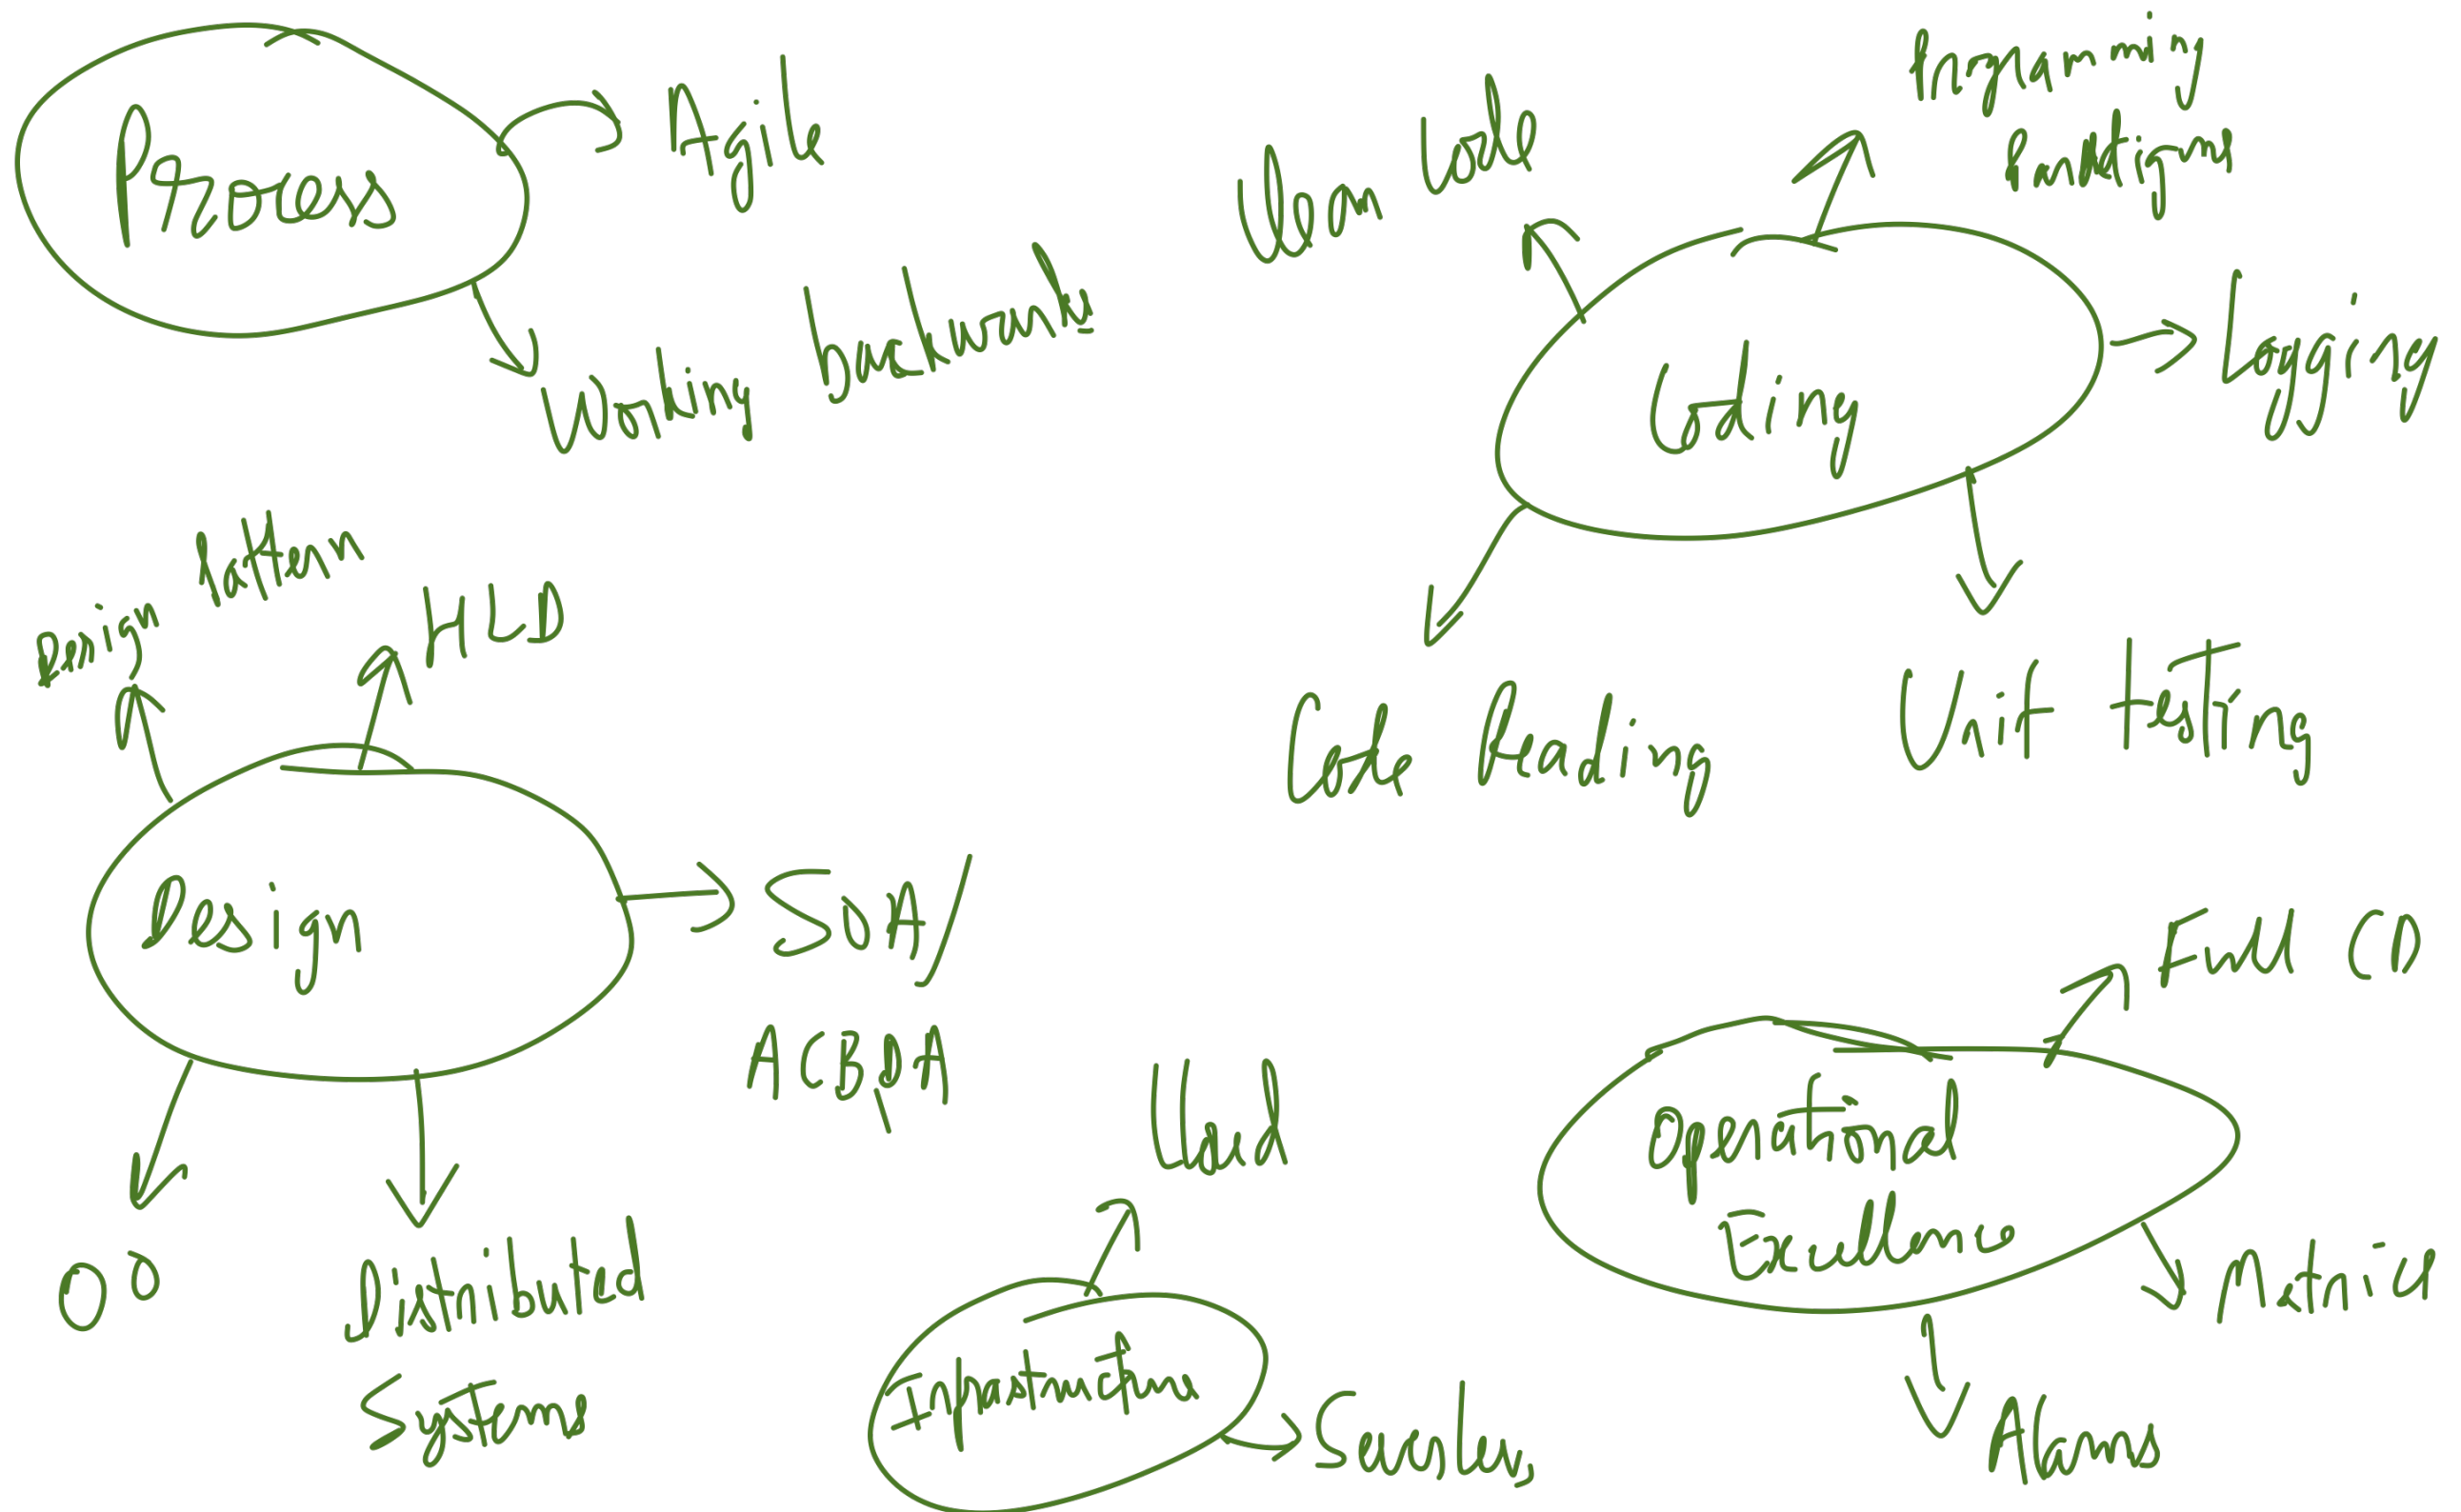 Process
Agile
Working backwards
Clean Code
Programming
Paradigms
Coding
Logging
Code Reading
Unit testing
Design Pattern
HLD
Design
SOA/
OO
Distributed
Systems
Cloud
Infrastructure
Serverless
Full CD
Operational
Excellence
Metrics
Alarms